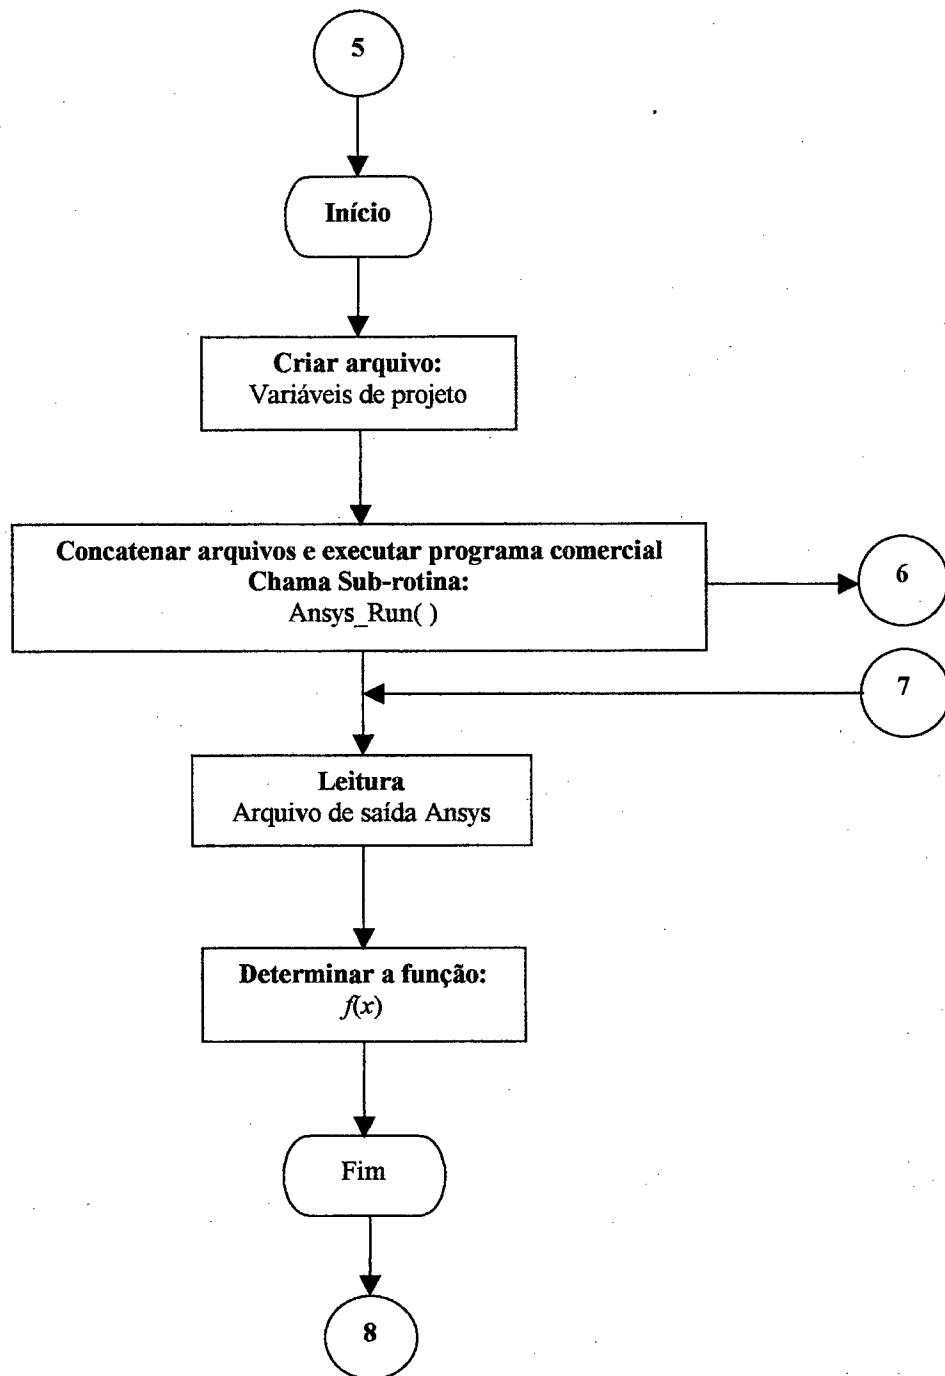 5
Início
Criar arquivo:
Variáveis de projeto
Concatenar arquivos e executar programa comercial
Chama Sub-rotina:
Ansys_Run( )
6
7
Leitura
Arquivo de saída Ansys
Determinar a função:
f(x)
Fim
8